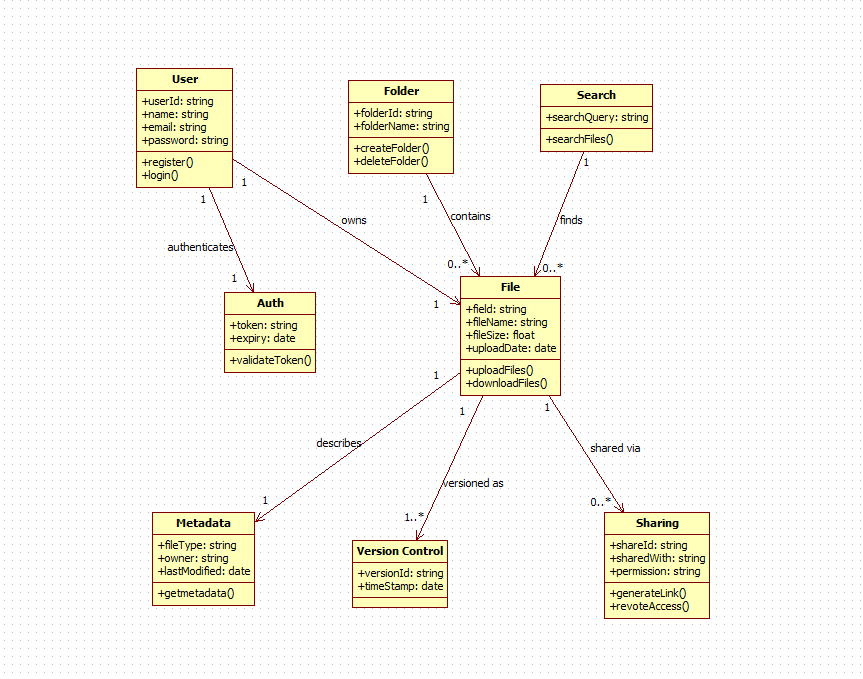 User
+userId: string
+name: string
+email: string
+password: string
+register()
+login()
Folder
+folderId: string
+folderName: string
+createFolder()
+deleteFolder()
Search
+searchQuery: string
+searchFiles()
1
1
1
1
authenticates
owns
contains
finds
1
1
0..*
0..*
Auth
+token: string
+expiry: date
+validateToken()
File
+field: string
+fileName: string
+fileSize: float
+uploadDate: date
+uploadFiles()
+downloadFiles()
1
1
1
describes
versioned as
shared via
1
1..*
0..*
Metadata
+fileType: string
+owner: string
+lastModified: date
+getmetadata()
Version Control
+versionId: string
+timeStamp: date
Sharing
+shareId: string
+sharedWith: string
+permission: string
+generateLink()
+revoteAccess()